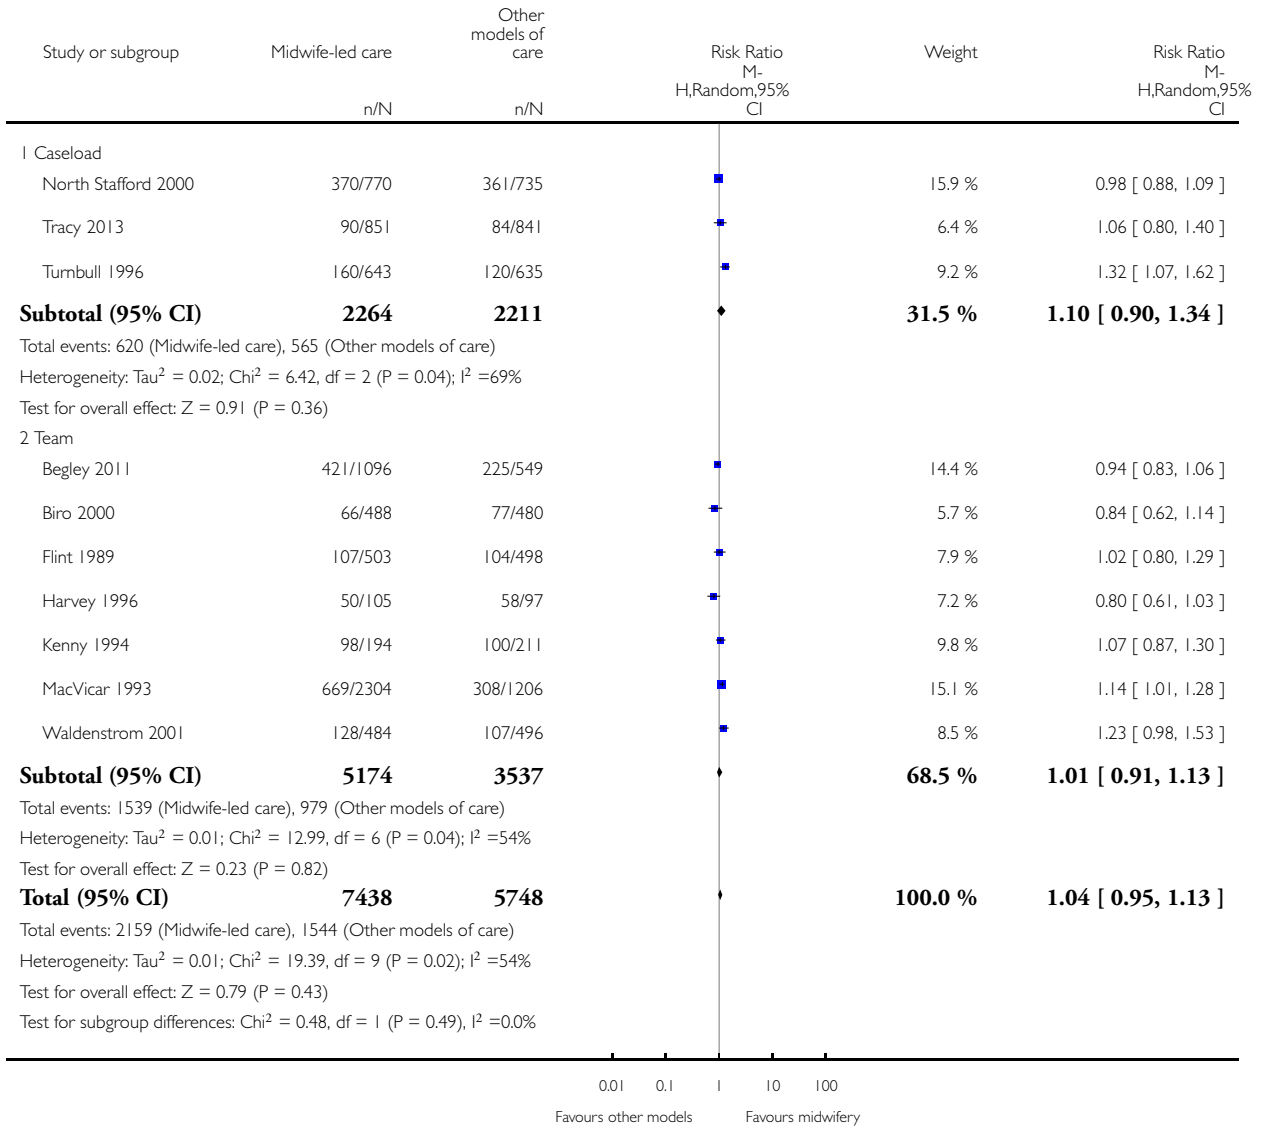 Other
models of
Study or subgroup Midwife-led care care Risk Ratio Weight Risk Ratio
M- M-
H,Random,95% H,Random,95%
n/N n/N CI CI
1 Caseload
North Stafford 2000 370/770 361/735 15.9 % 0.98 [ 0.88, 1.09 ]
Tracy 2013 90/851 84/841 6.4 % 1.06 [ 0.80, 1.40 ]
Turnbull 1996 160/643 120/635 9.2 % 1.32 [ 1.07, 1.62 ]
Subtotal (95% CI) 2264 2211 31.5 % 1.10 [ 0.90, 1.34 ]
Total events: 620 (Midwife-led care), 565 (Other models of care)
Heterogeneity: Tau² = 0.02; Chi² = 6.42, df = 2 (P = 0.04); I² =69%
Test for overall effect: Z = 0.91 (P = 0.36)
2 Team
Begley 2011 421/1096 225/549 14.4 % 0.94 [ 0.83, 1.06 ]
Biro 2000 66/488 77/480 5.7 % 0.84 [ 0.62, 1.14 ]
Flint 1989 107/503 104/498 7.9 % 1.02 [ 0.80, 1.29 ]
Harvey 1996 50/105 58/97 7.2 % 0.80 [ 0.61, 1.03 ]
Kenny 1994 98/194 100/211 9.8 % 1.07 [ 0.87, 1.30 ]
MacVicar 1993 669/2304 308/1206 15.1 % 1.14 [ 1.01, 1.28 ]
Waldenstrom 2001 128/484 107/496 8.5 % 1.23 [ 0.98, 1.53 ]
Subtotal (95% CI) 5174 3537 68.5 % 1.01 [ 0.91, 1.13 ]
Total events: 1539 (Midwife-led care), 979 (Other models of care)
Heterogeneity: Tau² = 0.01; Chi² = 12.99, df = 6 (P = 0.04); I² =54%
Test for overall effect: Z = 0.23 (P = 0.82)
Total (95% CI) 7438 5748 100.0 % 1.04 [ 0.95, 1.13 ]
Total events: 2159 (Midwife-led care), 1544 (Other models of care)
Heterogeneity: Tau² = 0.01; Chi² = 19.39, df = 9 (P = 0.02); I² =54%
Test for overall effect: Z = 0.79 (P = 0.43)
Test for subgroup differences: Chi² = 0.48, df = 1 (P = 0.49), I² =0.0%
0.01 0.1 1 10 100
Favours other models Favours midwifery